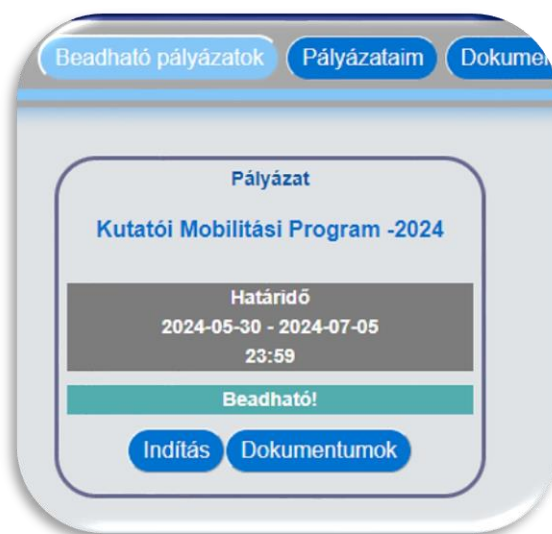 Beadható pályázatok Pályázataim
Pályázat
Kutatói Mobilitási Program -2024
Határidő
2024-05-30 - 2024-07-05
23:59
Beadható!
Indítás Dokumentumok